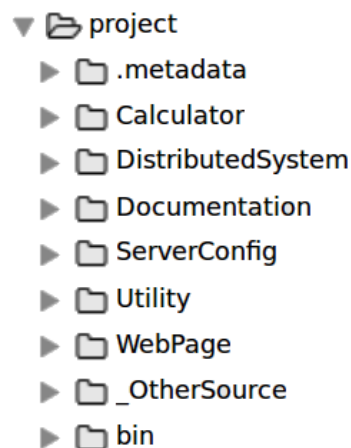 project
.metadata
Calculator
DistributedSystem
Documentation
ServerConfig
Utility
WebPage
_OtherSource
bin